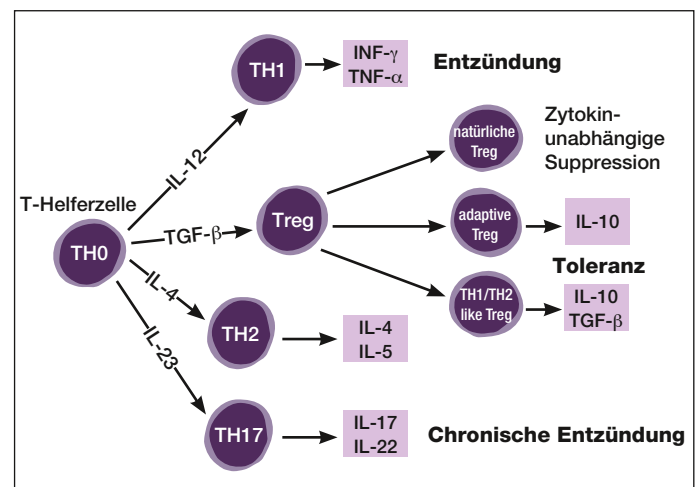 TH1
INF-γ
TNF-α
Entzündung
IL-12
natürliche
Treg
Zytokin-
unabhängige
Suppression
T-Helferzelle
TH0
TGF-β
Treg
adaptive
Treg
IL-10
Toleranz
IL-4
TH1/TH2
like Treg
IL-10
TGF-β
TH2
IL-4
IL-5
IL-23
TH17
IL-17
IL-22
Chronische Entzündung